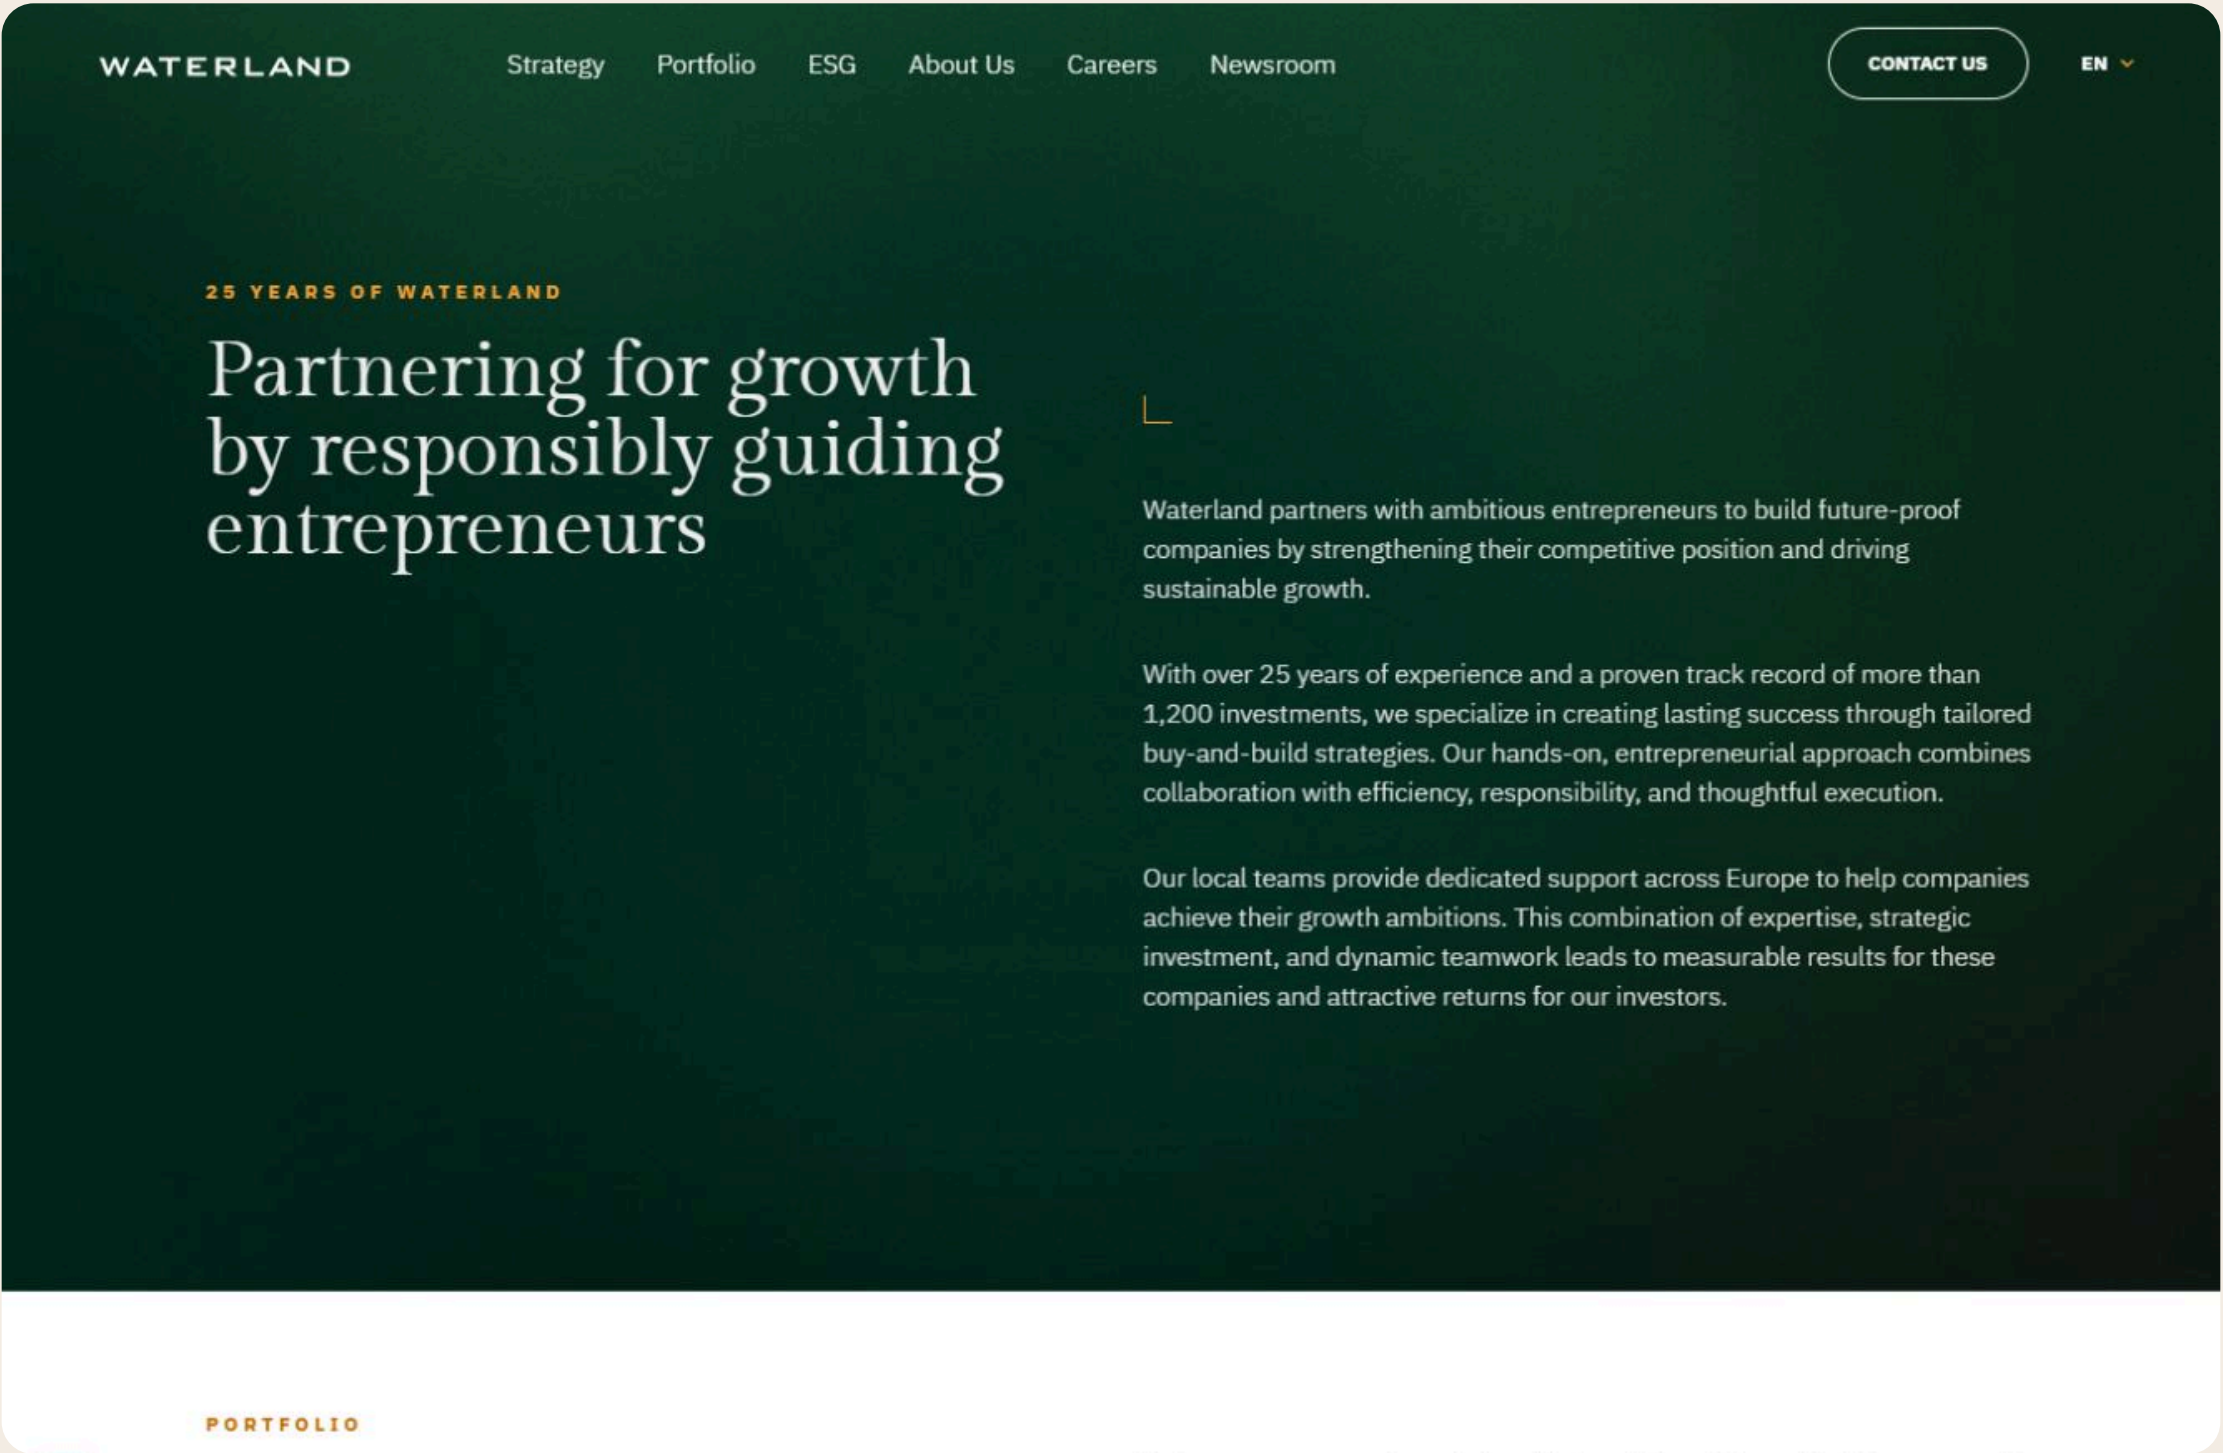 WATERLAND
Strategy
Portfolio
ESG
About Us
Careers
Newsroom
CONTACT US
EN
25 YEARS OF WATERLAND
Partnering for growth
by responsibly guiding
entrepreneurs
Waterland partners with ambitious entrepreneurs to build future-proof
companies by strengthening their competitive position and driving
sustainable growth.
With over 25 years of experience and a proven track record of more than
1,200 investments, we specialize in creating lasting success through tailored
buy-and-build strategies. Our hands-on, entrepreneurial approach combines
collaboration with efficiency, responsibility, and thoughtful execution.
Our local teams provide dedicated support across Europe to help companies
achieve their growth ambitions. This combination of expertise, strategic
investment, and dynamic teamwork leads to measurable results for these
companies and attractive returns for our investors.
PORTFOLIO